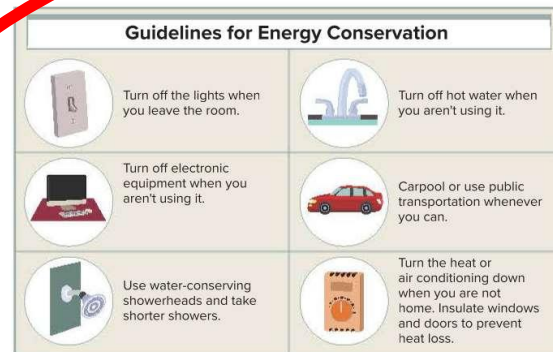 Guidelines for Energy Conservation
Turn off the lights when
you leave the room.
Turn off hot water when
you aren't using it.
Turn off electronic
equipment when you
aren't using it.
Carpool or use public
transportation whenever
you can.
Use water-conserving
showerheads and take
shorter showers.
Turn the heat or
air conditioning down
when you are not
home. Insulate windows
and doors to prevent
heat loss.